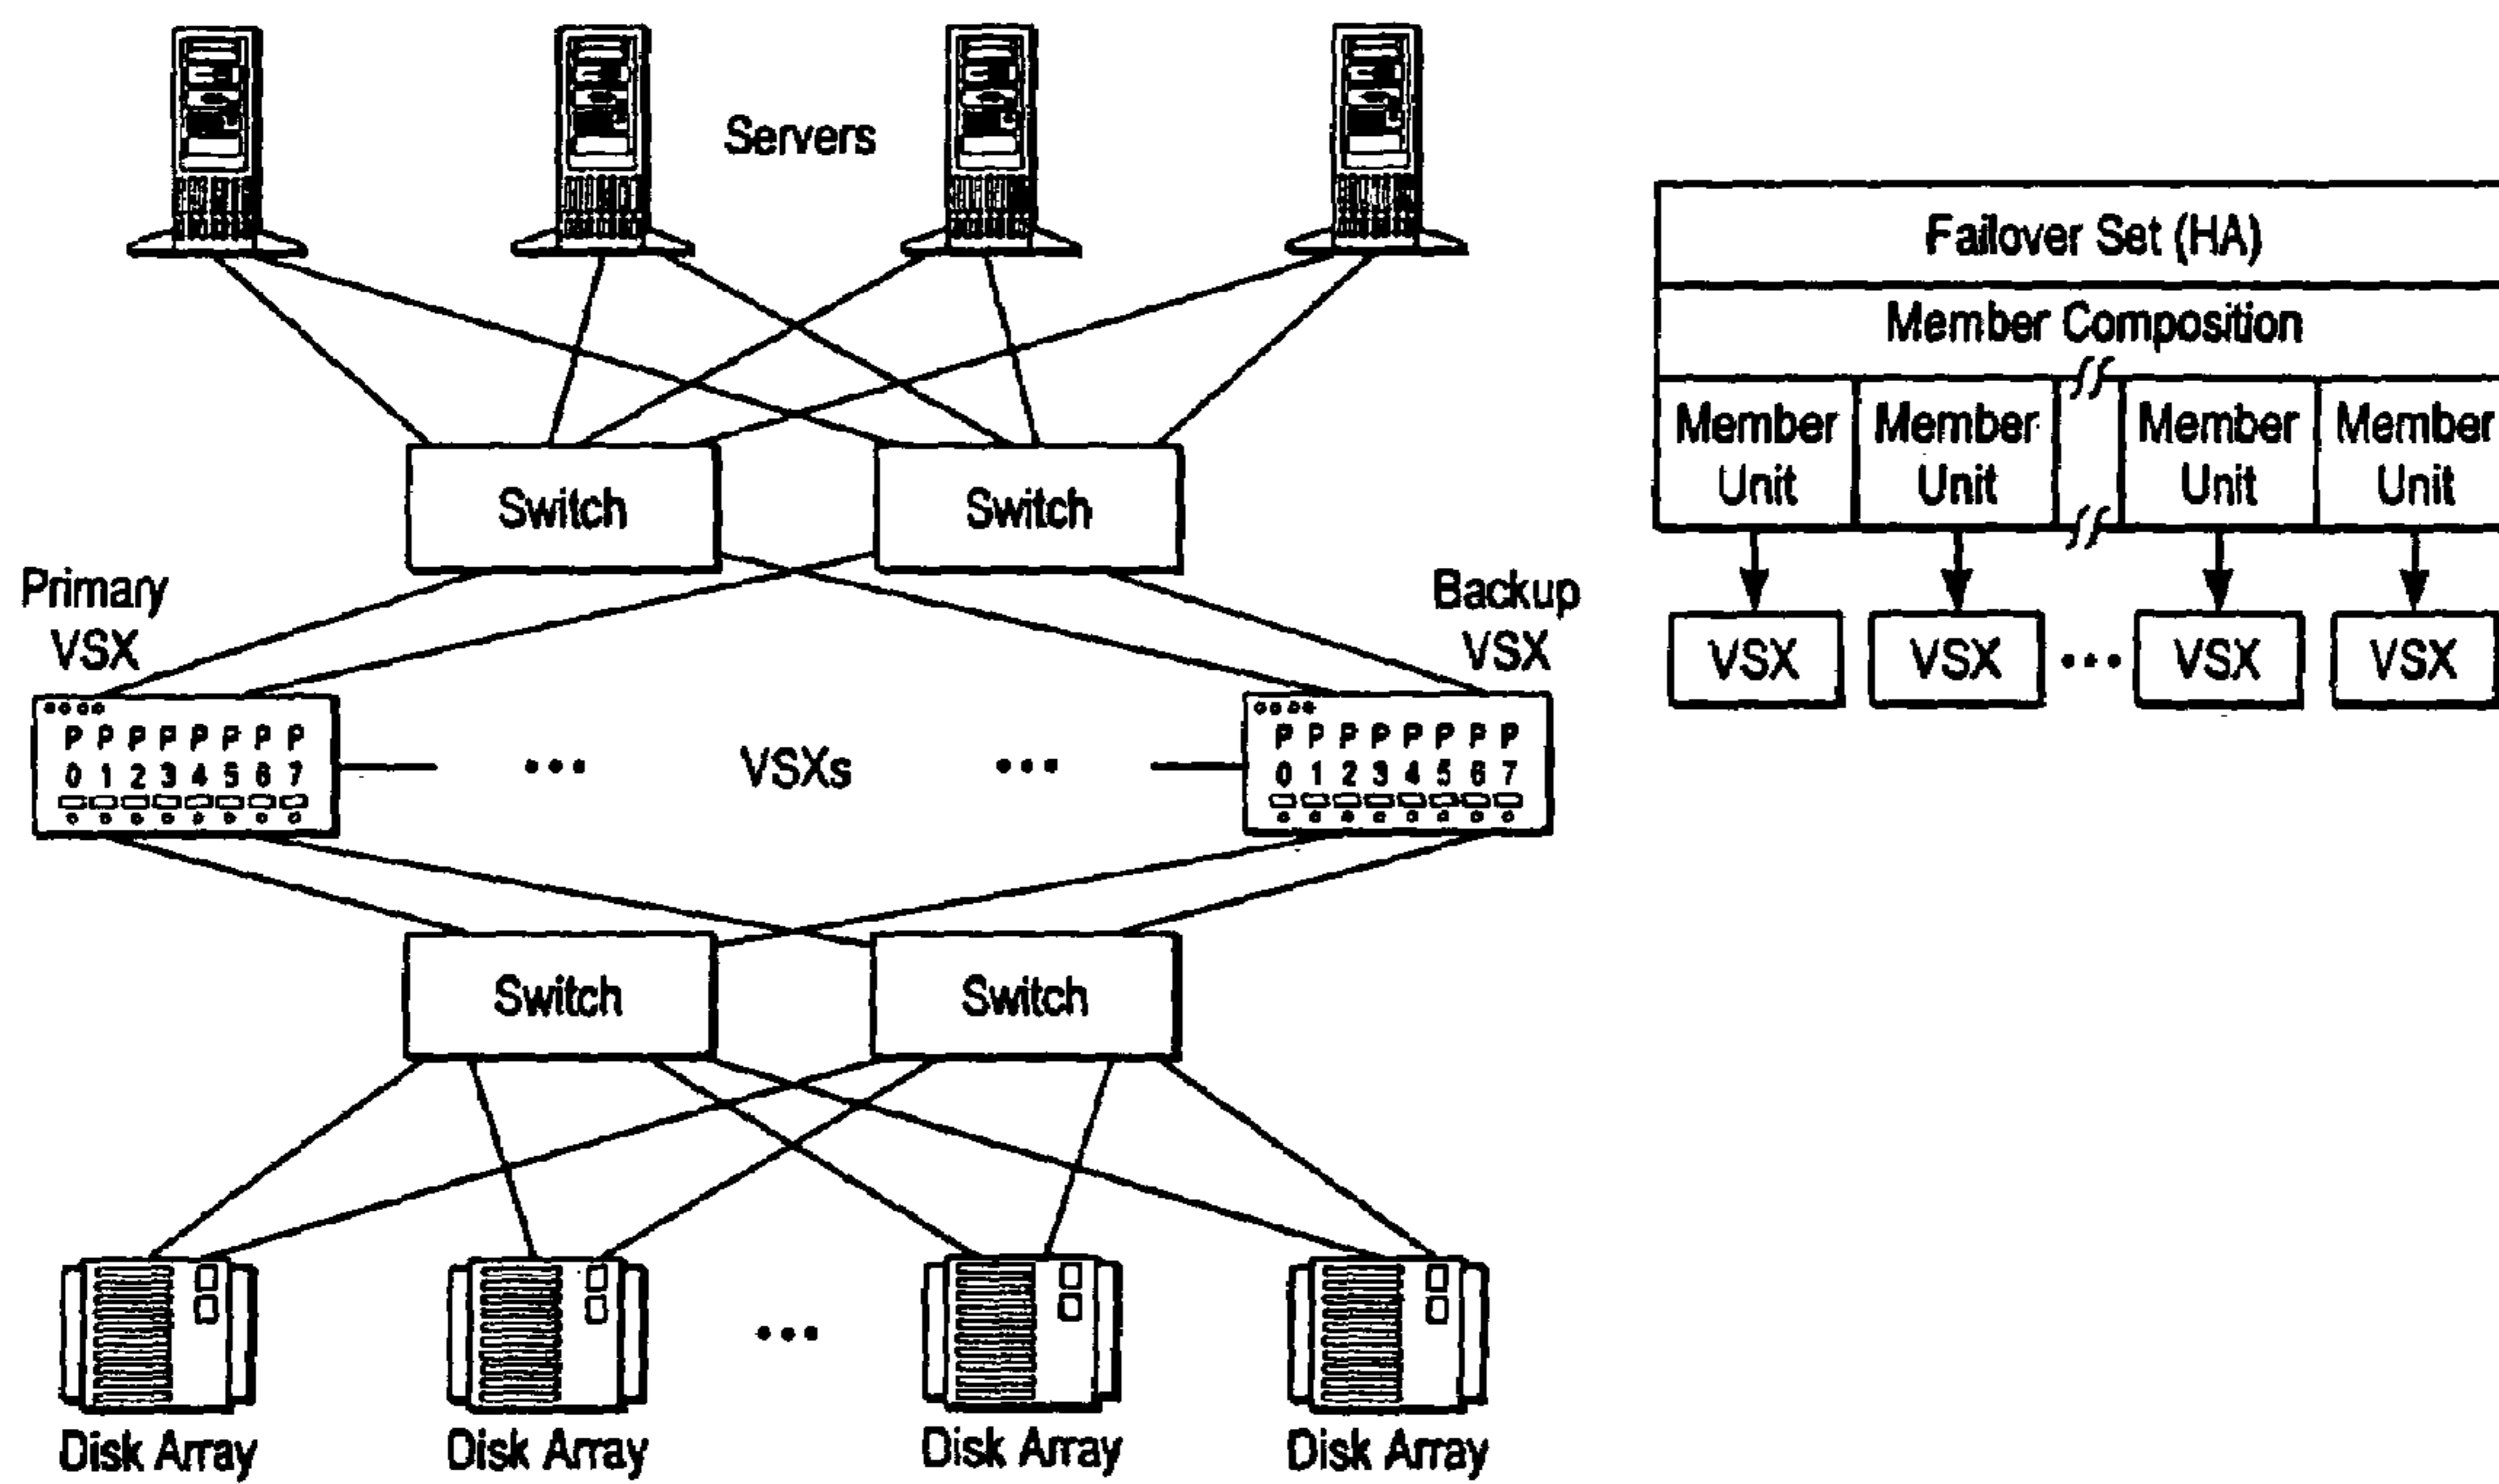 Servers
Failover Set (HA)
Member Composition
Member Unit
Member Unit
Member Unit
Member Unit
Switch
Switch
Primary
VSX
Backup
VSX
VSX
VSX
•••
VSX
VSX
P P P P P P P P
0 1 2 3 4 5 6 7
•••
VSXs
•••
P P P P P P P P
0 1 2 3 4 5 6 7
Switch
Switch
•••
Disk Array
Disk Array
Disk Array
Disk Array